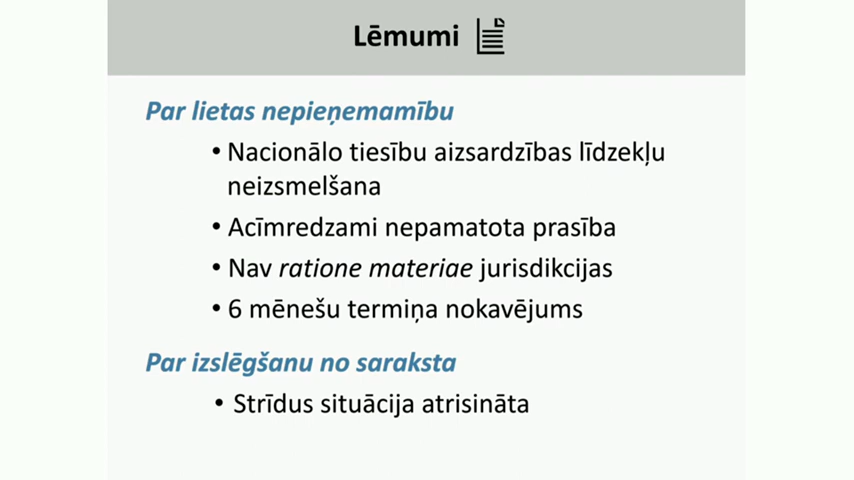 Lēmumi
Par lietas nepieņemamību
• Nacionālo tiesību aizsardzības līdzekļu
neizsmelšana
• Acīmredzami nepamatota prasība
• Nav ratione materiae jurisdikcijas
• 6 mēnešu termiņa nokavējums
Par izslēgšanu no saraksta
• Strīdus situācija atrisināta